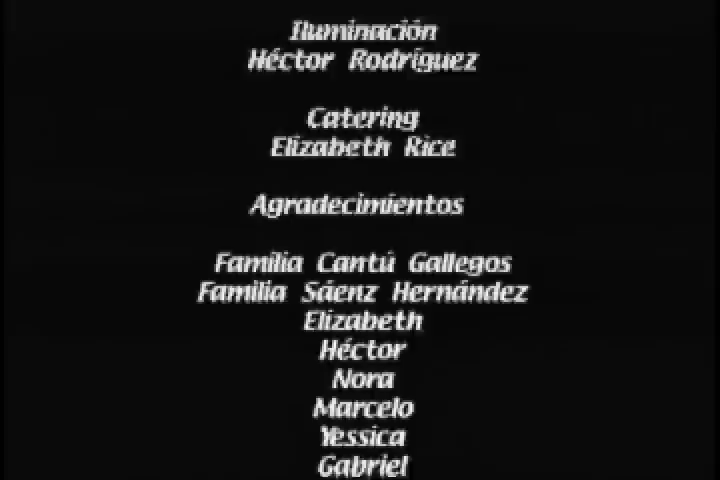 Iluminación
Héctor Rodríguez
Catering
Elizabeth Rice
Agradecimientos
Familia Cantú Gallegos
Familia Sáenz Hernández
Elizabeth
Héctor
Nora
Marcelo
Yessica
Gabriel